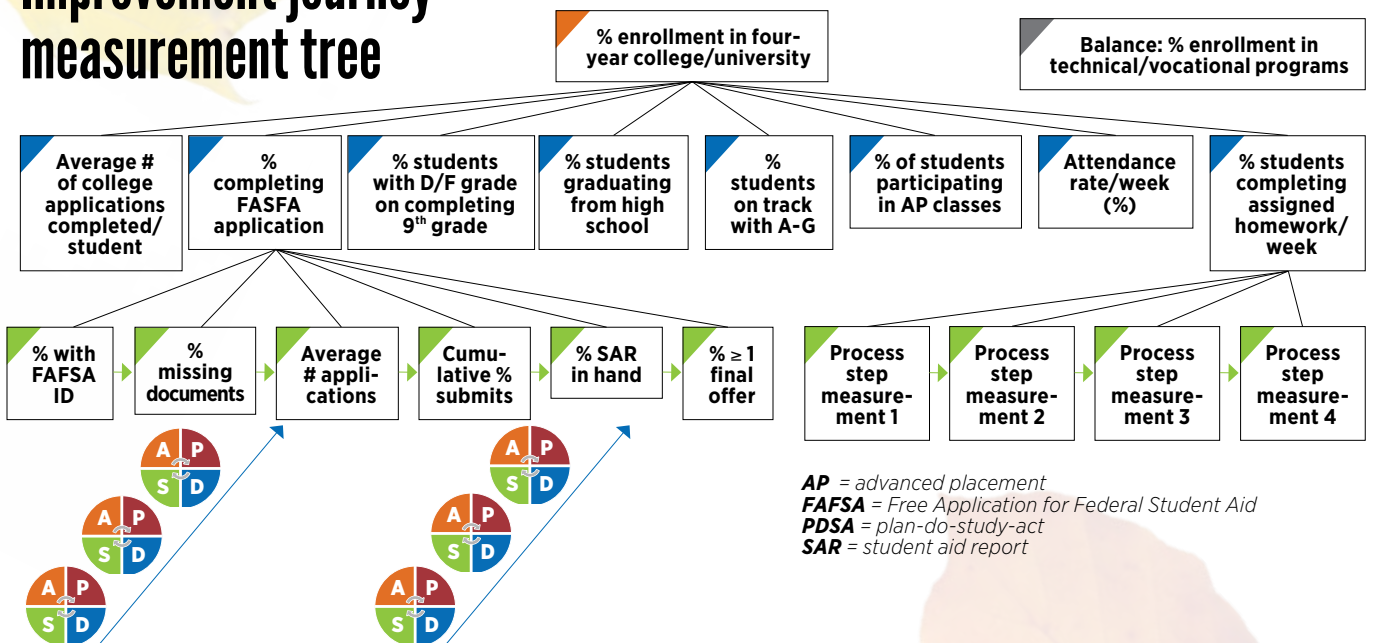 improvement journey
measurement tree
% enrollment in four-
year college/university
Balance: % enrollment in
technical/vocational programs
Average #
of college
applications
completed/
student
%
completing
FASFA
application
% students
with D/F grade
on completing
9th grade
% students
graduating
from high
school
%
students
on track
with A-G
% of students
participating
in AP classes
Attendance
rate/week
(%)
% students
completing
assigned
homework/
week
% with
FAFSA
ID
%
missing
documents
Average
# appli-
cations
Cumu-
lative %
submits
% SAR
in hand
% ≥ 1
final
offer
Process
step
measure-
ment 1
Process
step
measure-
ment 2
Process
step
measure-
ment 3
Process
step
measure-
ment 4
A P
S D
A P
S D
A P
S D
A P
S D
A P
S D
A P
S D
AP = advanced placement
FAFSA = Free Application for Federal Student Aid
PDSA = plan-do-study-act
SAR = student aid report